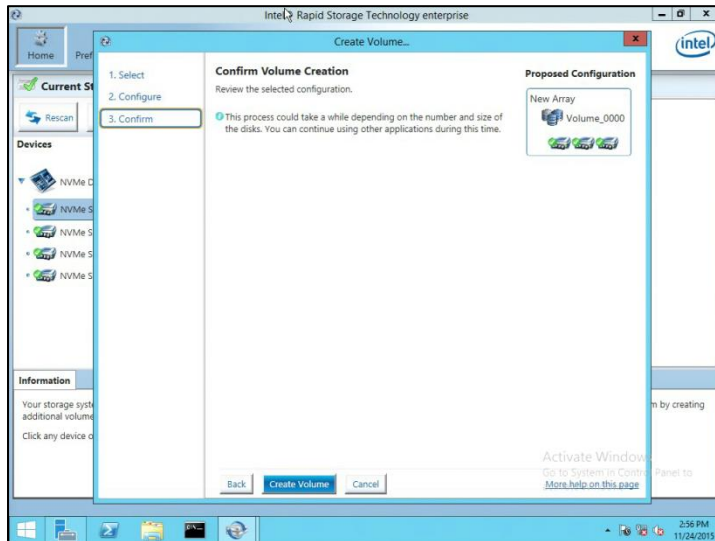 Intel® Rapid Storage Technology enterprise
Home
Pref
intel
Create Volume...
Current St
Rescan
Devices
NVMe D
NVMe S
NVMe S
NVMe S
NVMe S
1. Select
2. Configure
3. Confirm
Confirm Volume Creation
Review the selected configuration.
This process could take a while depending on the number and size of
the disks. You can continue using other applications during this time.
Proposed Configuration
New Array
Volume_0000
Information
Your storage syste
additional volume
Click any device o
m by creating
Activate Window
Go to System in Control Panel to
Back
Create Volume
Cancel
More help on this page
2:56 PM
11/24/2015